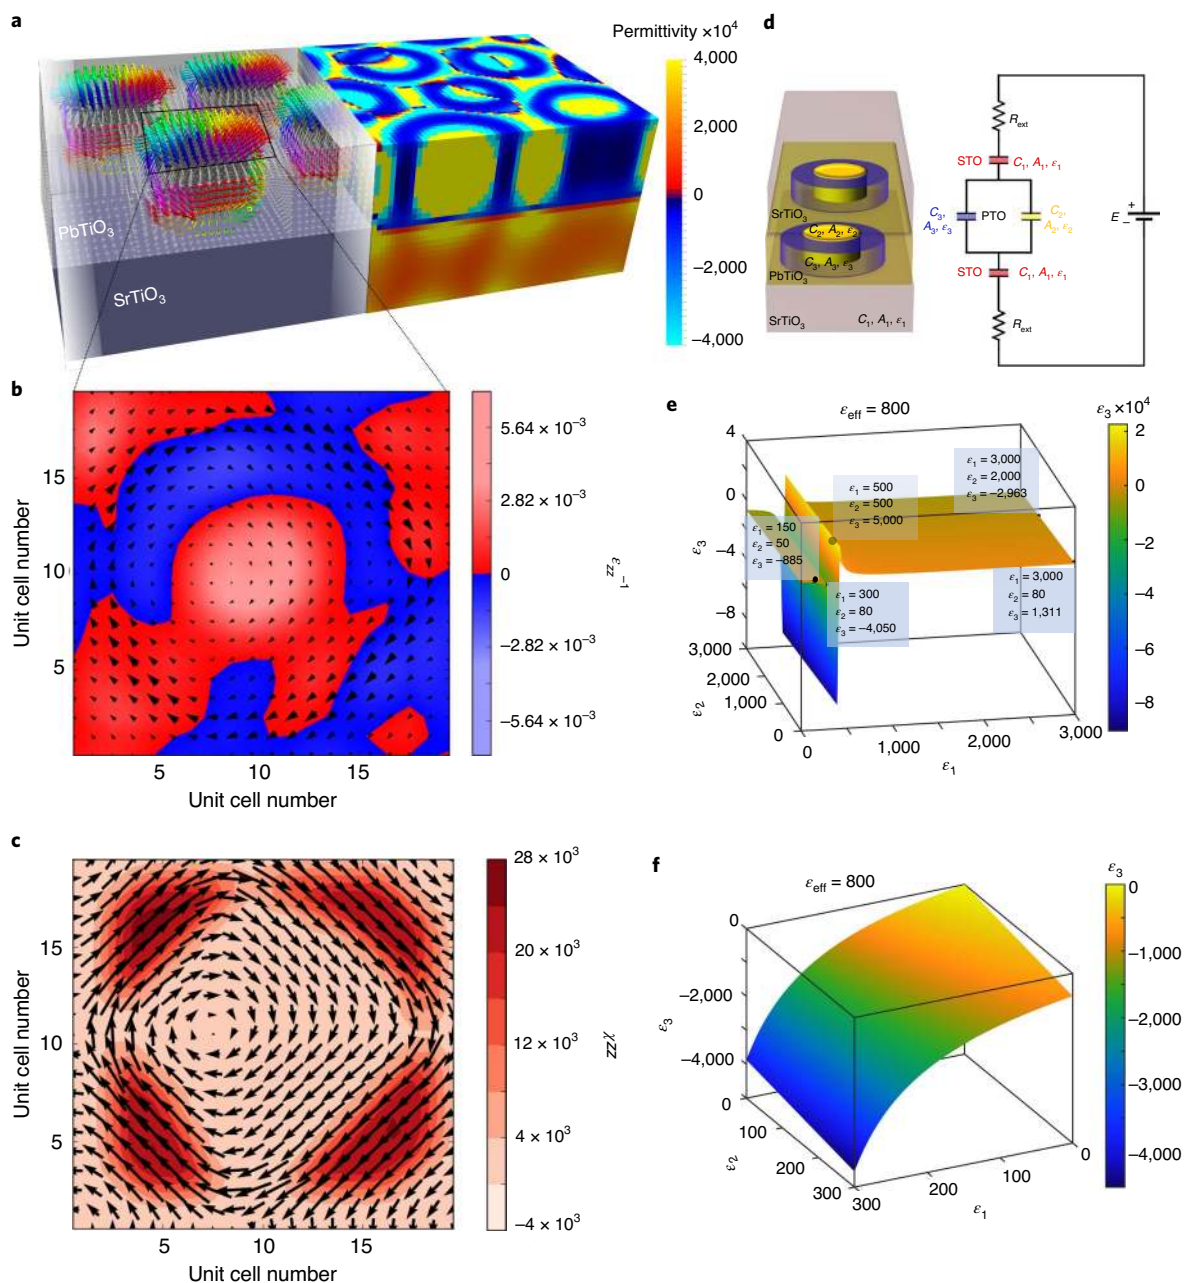 a
Permittivity ×10⁴
4,000
2,000
0
−2,000
−4,000
PbTiO₃
SrTiO₃
d
SrTiO₃
C₂, A₂, ε₂
C₃, A₃, ε₃
PbTiO₃
SrTiO₃
C₁, A₁, ε₁
R_ext
STO C₁, A₁, ε₁
C₃,
A₃, ε₃
PTO
C₂,
A₂, ε₂
STO C₁, A₁, ε₁
R_ext
E
+
−
b
Unit cell number
15
10
5
5 10 15
Unit cell number
5.64 × 10⁻³
2.82 × 10⁻³
0
−2.82 × 10⁻³
−5.64 × 10⁻³
ε_zz⁻¹
e
ε_eff = 800
ε₃ ×10⁴
2
0
−2
−4
−6
−8
4
0
−4
−8
ε₃
3,000
2,000
1,000
0
ε₂
0
1,000
2,000
3,000
ε₁
ε₁ = 150
ε₂ = 50
ε₃ = −885
ε₁ = 500
ε₂ = 500
ε₃ = 5,000
ε₁ = 3,000
ε₂ = 2,000
ε₃ = −2,963
ε₁ = 300
ε₂ = 80
ε₃ = −4,050
ε₁ = 3,000
ε₂ = 80
ε₃ = 1,311
c
Unit cell number
15
10
5
5 10 15
Unit cell number
28 × 10³
20 × 10³
12 × 10³
4 × 10³
−4 × 10³
χ_zz
f
ε_eff = 800
ε₃
0
−1,000
−2,000
−3,000
−4,000
0
−2,000
−4,000
ε₃
0
100
200
300
ε₂
300
200
100
0
ε₁